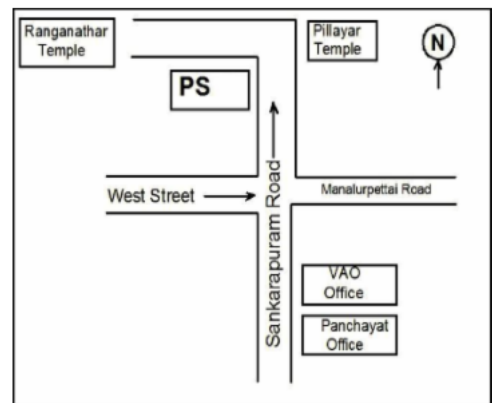 Ranganathar
Temple
Pillayar
Temple
N
PS
West Street
Sankarapuram Road
Manalurpettai Road
VAO
Office
Panchayat
Office